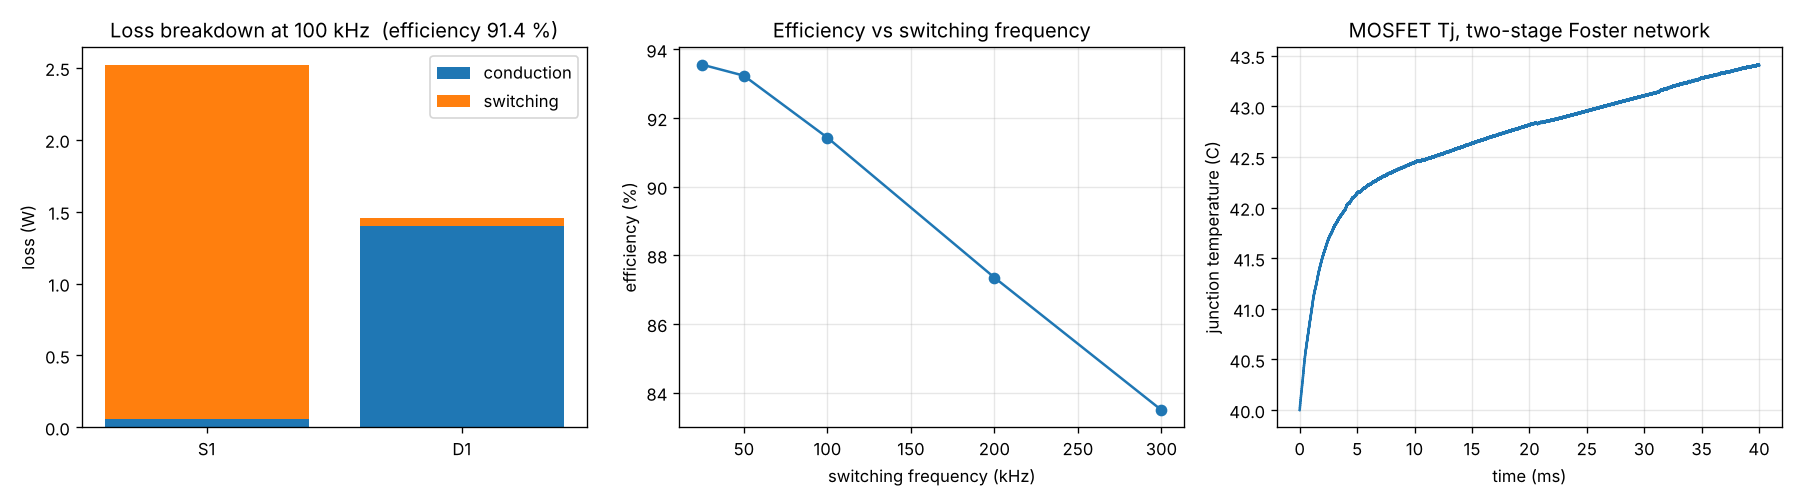 Loss breakdown at 100 kHz  (efficiency 91.4 %)
loss (W)
2.5
2.0
1.5
1.0
0.5
0.0
conduction
switching
S1
D1
Efficiency vs switching frequency
efficiency (%)
94
92
90
88
86
84
50
100
150
200
250
300
switching frequency (kHz)
MOSFET Tj, two-stage Foster network
junction temperature (C)
43.5
43.0
42.5
42.0
41.5
41.0
40.5
40.0
0
5
10
15
20
25
30
35
40
time (ms)